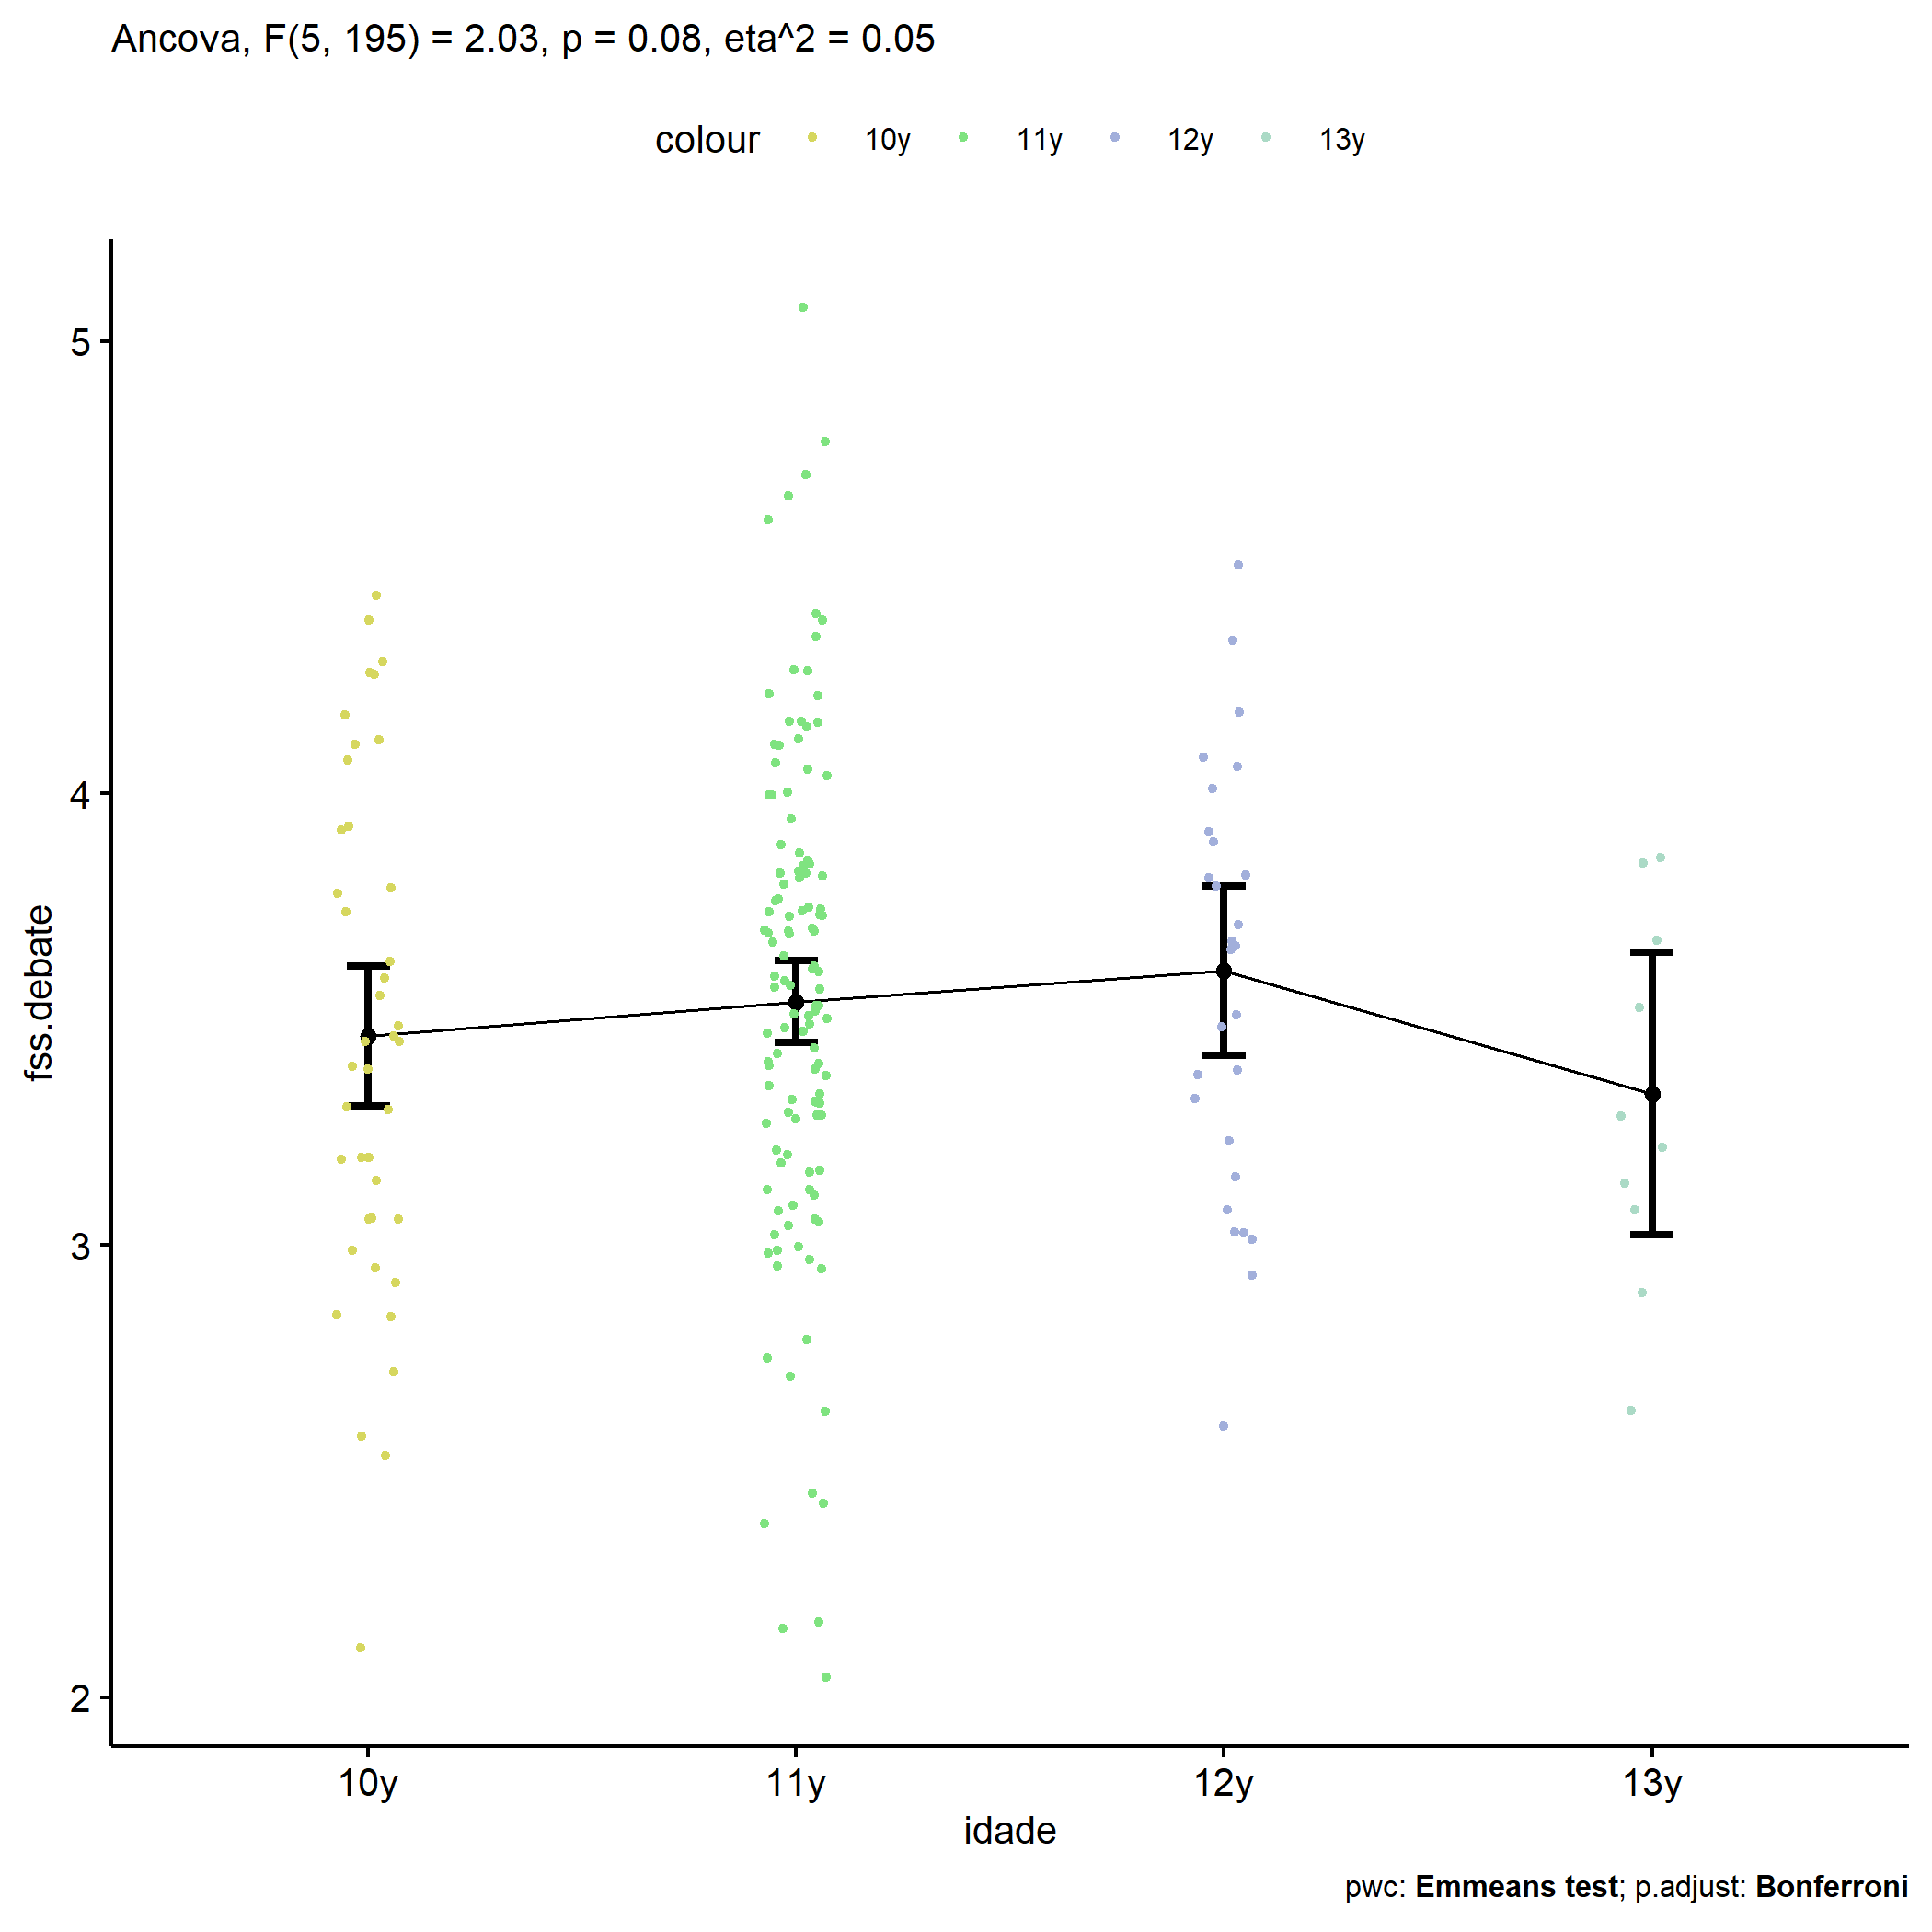 Ancova, F(5, 195) = 2.03, p = 0.08, eta^2 = 0.05
colour 10y 11y 12y 13y
5
4
3
2
fss.debate
10y 11y 12y 13y
idade
pwc: Emmeans test; p.adjust: Bonferroni